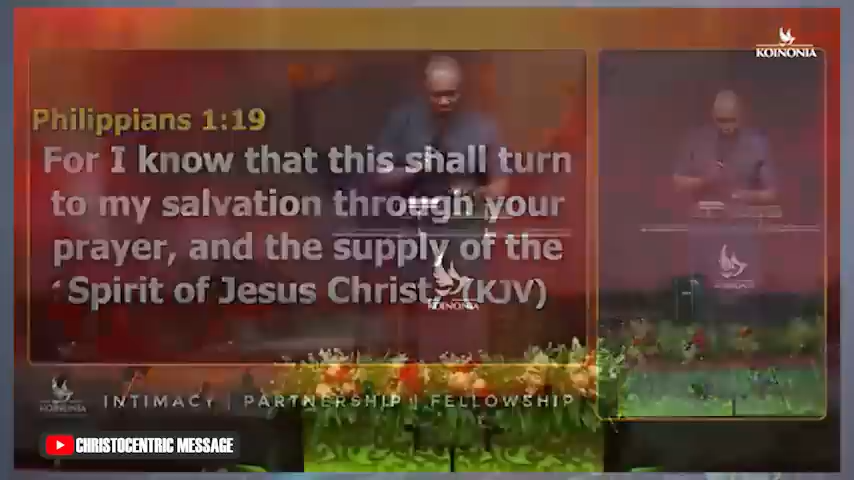 KOINONIA
Philippians 1:19
For I know that this shall turn
to my salvation through your
prayer, and the supply of the
Spirit of Jesus Christ, (KJV)
KOINONIA
KOINONIA
INTIMACY | PARTNERSHIP | FELLOWSHIP
CHRISTOCENTRIC MESSAGE